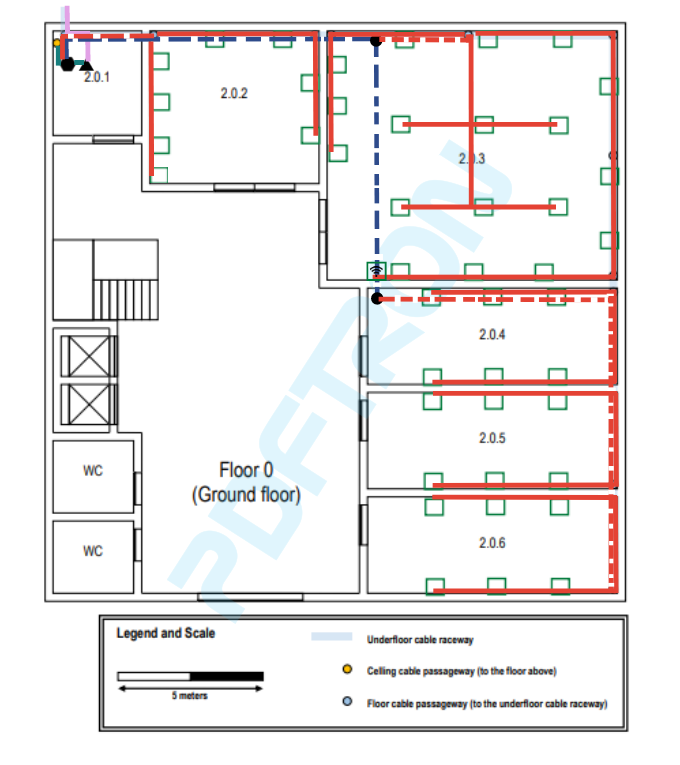 2.0.1
2.0.2
2.0.3
2.0.4
2.0.5
2.0.6
WC
WC
Floor 0
(Ground floor)
PDFTRON
Legend and Scale
5 meters
Underfloor cable raceway
Celling cable passageway (to the floor above)
Floor cable passageway (to the underfloor cable raceway)